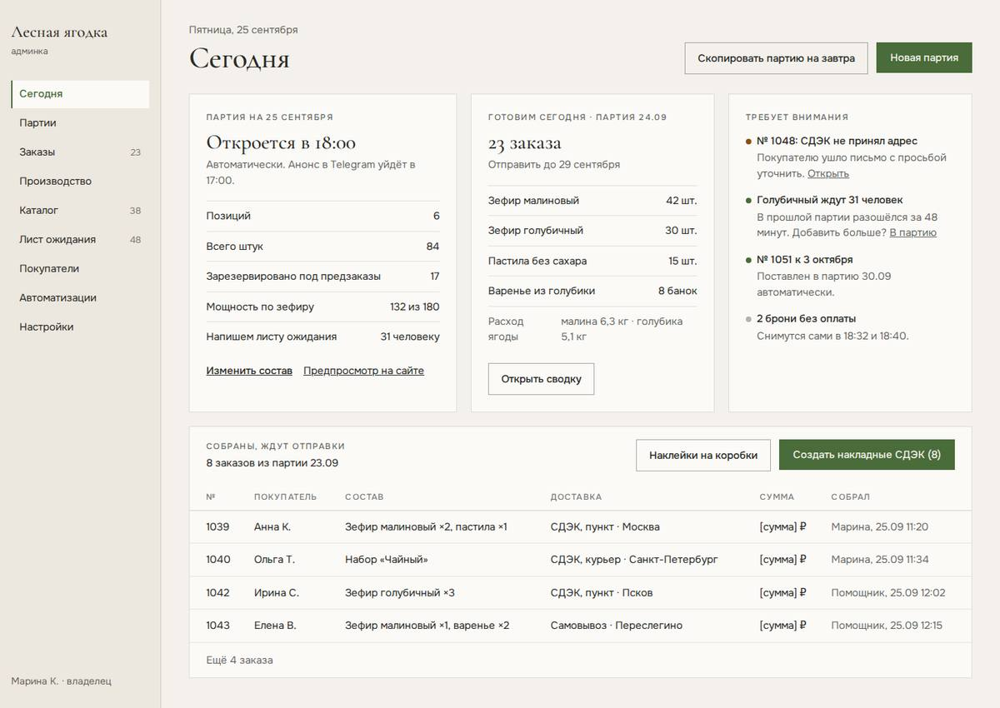 Лесная ягодка
админка
Сегодня
Партии
Заказы 23
Производство
Каталог 38
Лист ожидания 48
Покупатели
Автоматизации
Настройки
Марина К. · владелец
Пятница, 25 сентября
Сегодня
Скопировать партию на завтра
Новая партия
ПАРТИЯ НА 25 СЕНТЯБРЯ
Откроется в 18:00
Автоматически. Анонс в Telegram уйдёт в
17:00.
Позиций 6
Всего штук 84
Зарезервировано под предзаказы 17
Мощность по зефиру 132 из 180
Напишем листу ожидания 31 человеку
Изменить состав Предпросмотр на сайте
ГОТОВИМ СЕГОДНЯ · ПАРТИЯ 24.09
23 заказа
Отправить до 29 сентября
Зефир малиновый 42 шт.
Зефир голубичный 30 шт.
Пастила без сахара 15 шт.
Варенье из голубики 8 банок
Расход ягоды малина 6,3 кг · голубика
5,1 кг
Открыть сводку
ТРЕБУЕТ ВНИМАНИЯ
№ 1048: СДЭК не принял адрес
Покупателю ушло письмо с просьбой
уточнить. Открыть
Голубичный ждут 31 человек
В прошлой партии разошёлся за 48
минут. Добавить больше? В партию
№ 1051 к 3 октября
Поставлен в партию 30.09
автоматически.
2 брони без оплаты
Снимутся сами в 18:32 и 18:40.
СОБРАНЫ, ЖДУТ ОТПРАВКИ
8 заказов из партии 23.09
Наклейки на коробки
Создать накладные СДЭК (8)
№ ПОКУПАТЕЛЬ СОСТАВ ДОСТАВКА СУММА СОБРАЛ
1039 Анна К. Зефир малиновый ×2, пастила ×1 СДЭК, пункт · Москва [сумма] ₽ Марина, 25.09 11:20
1040 Ольга Т. Набор «Чайный» СДЭК, курьер · Санкт-Петербург [сумма] ₽ Марина, 25.09 11:34
1042 Ирина С. Зефир голубичный ×3 СДЭК, пункт · Псков [сумма] ₽ Помощник, 25.09 12:02
1043 Елена В. Зефир малиновый ×1, варенье ×2 Самовывоз · Переслегино [сумма] ₽ Помощник, 25.09 12:15
Ещё 4 заказа